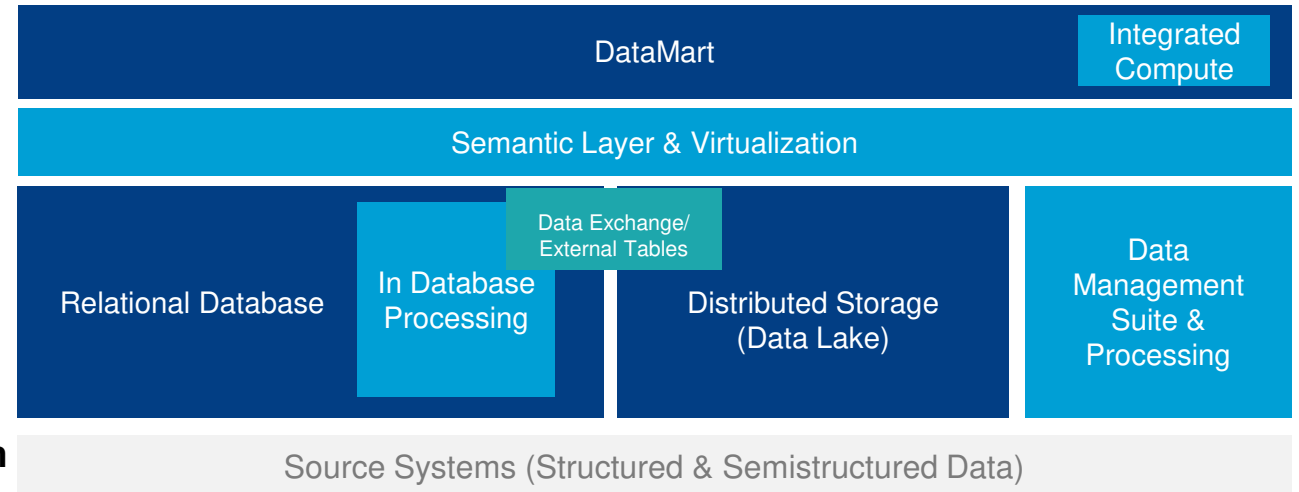 DataMart
Integrated
Compute
Semantic Layer & Virtualization
Data Exchange/
External Tables
Relational Database
In Database
Processing
Distributed Storage
(Data Lake)
Data
Management
Suite &
Processing
Source Systems (Structured & Semistructured Data)